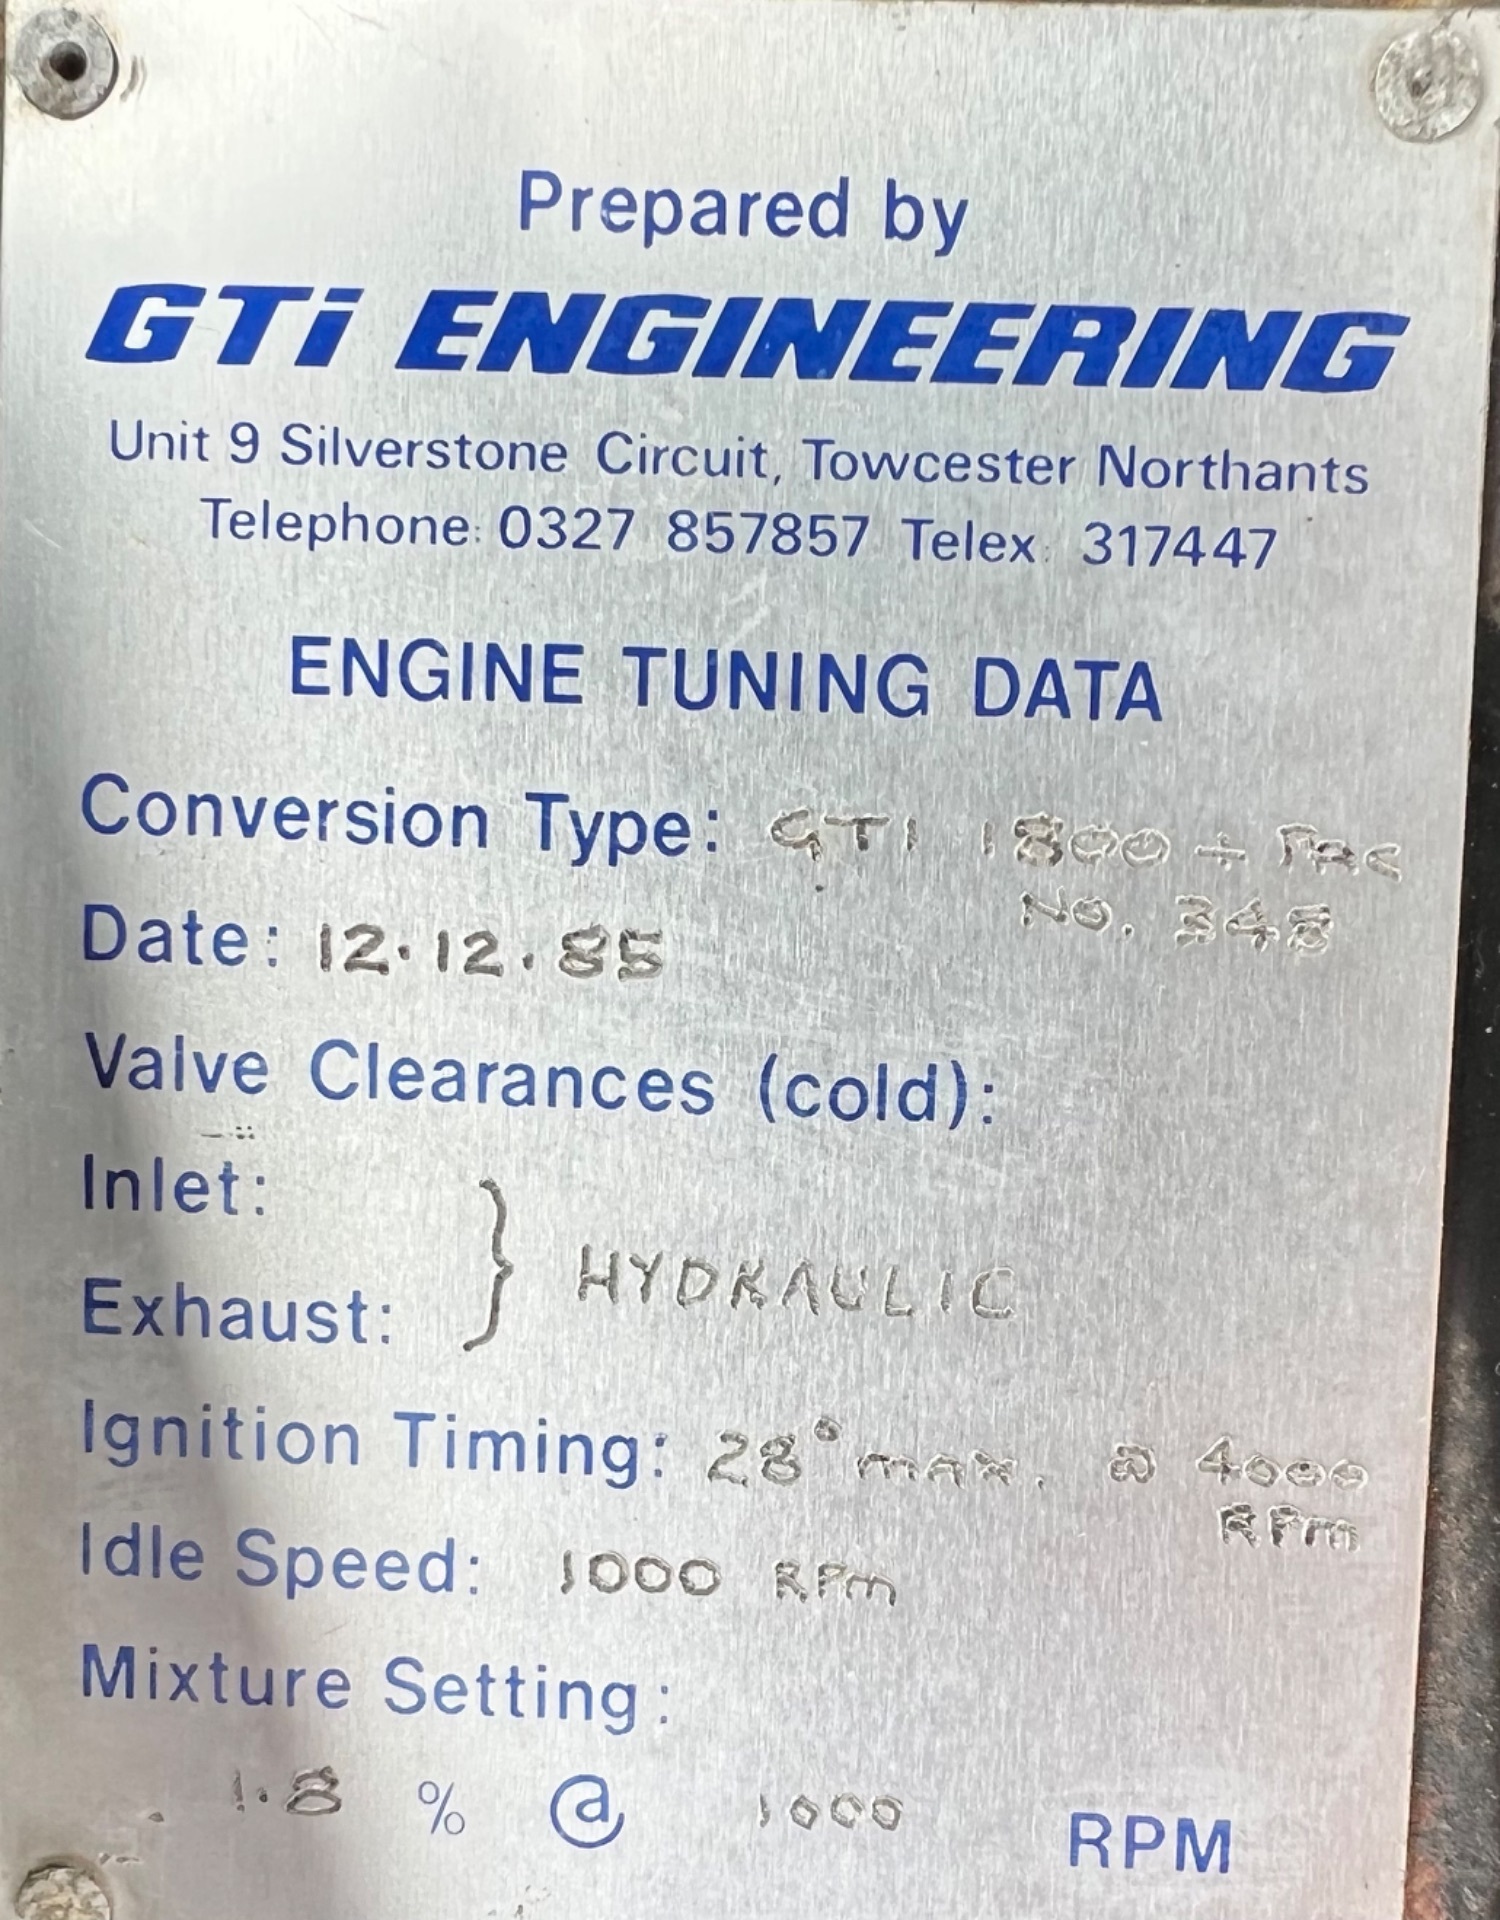 Prepared by
GTi ENGINEERING
Unit 9 Silverstone Circuit, Towcester Northants
Telephone: 0327 857857 Telex: 317447
ENGINE TUNING DATA
Conversion Type: GTI 1800 ÷ PAC
No. 348
Date: 12.12.85
Valve Clearances (cold):
Inlet:
Exhaust: } HYDRAULIC
Ignition Timing: 28° max. @ 4000
RPm
Idle Speed: 1000 RPm
Mixture Setting:
1.8 % @ 1000 RPM